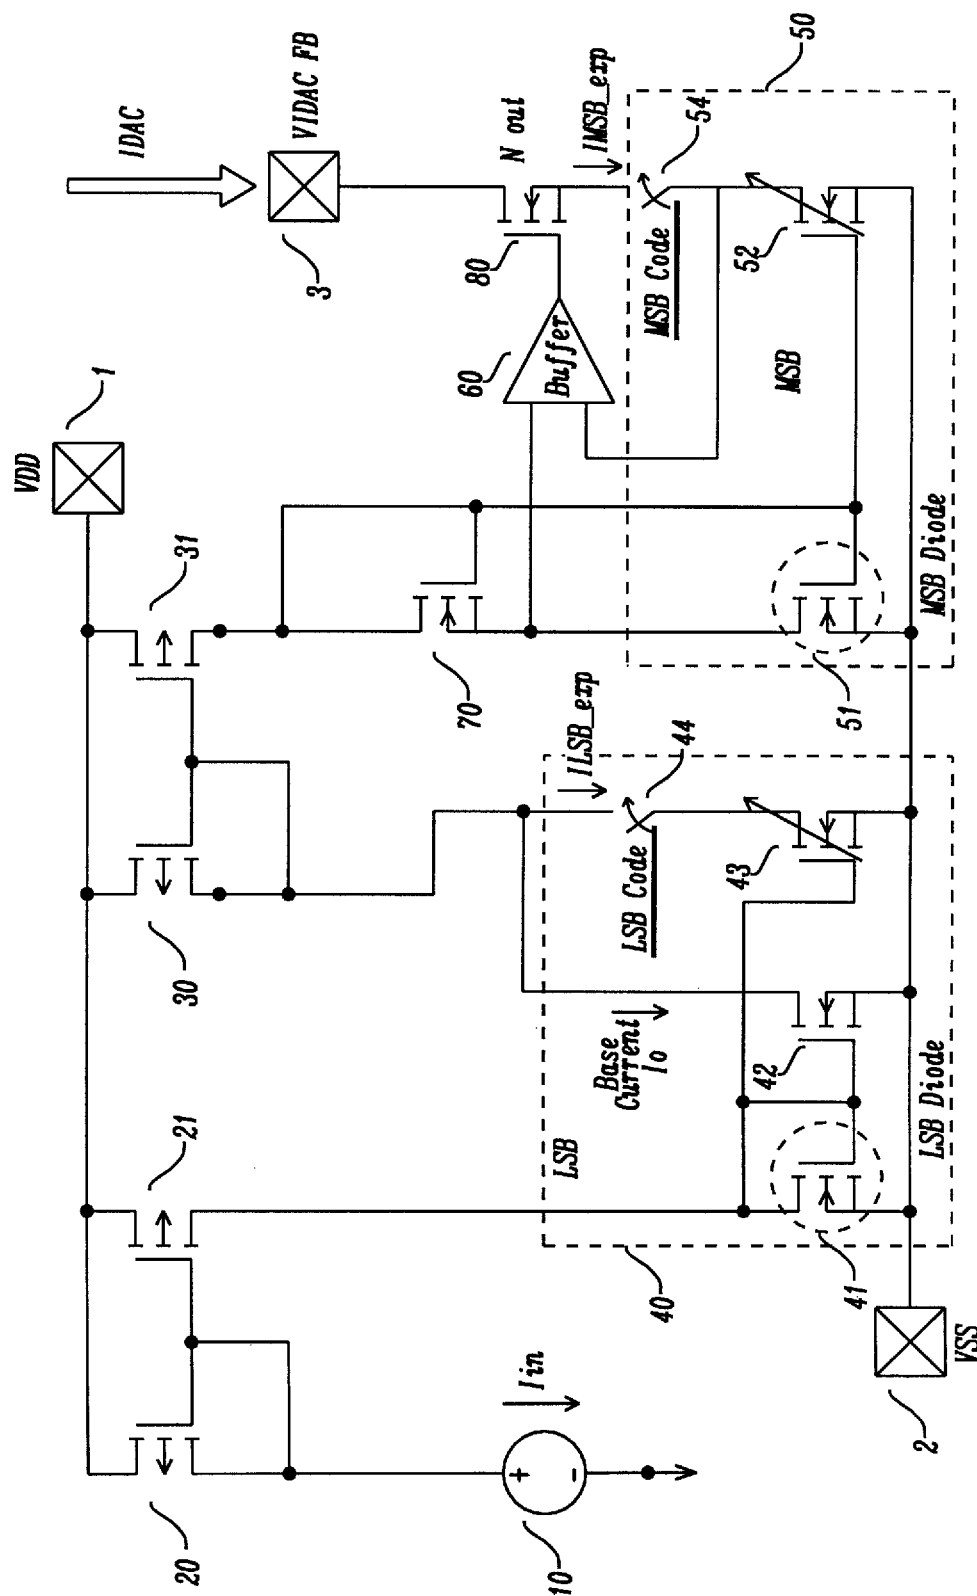 IDAC
VIDAC FB
3
VDD
1
N out
80
IMSB_exp
50
54
60
Buffer
MSB Code
52
MSB
31
70
51
MSB Diode
30
ILSB_exp
44
LSB Code
43
21
Base
Current
Io
42
LSB
LSB Diode
40
41
20
10
+
-
Iin
2
VSS